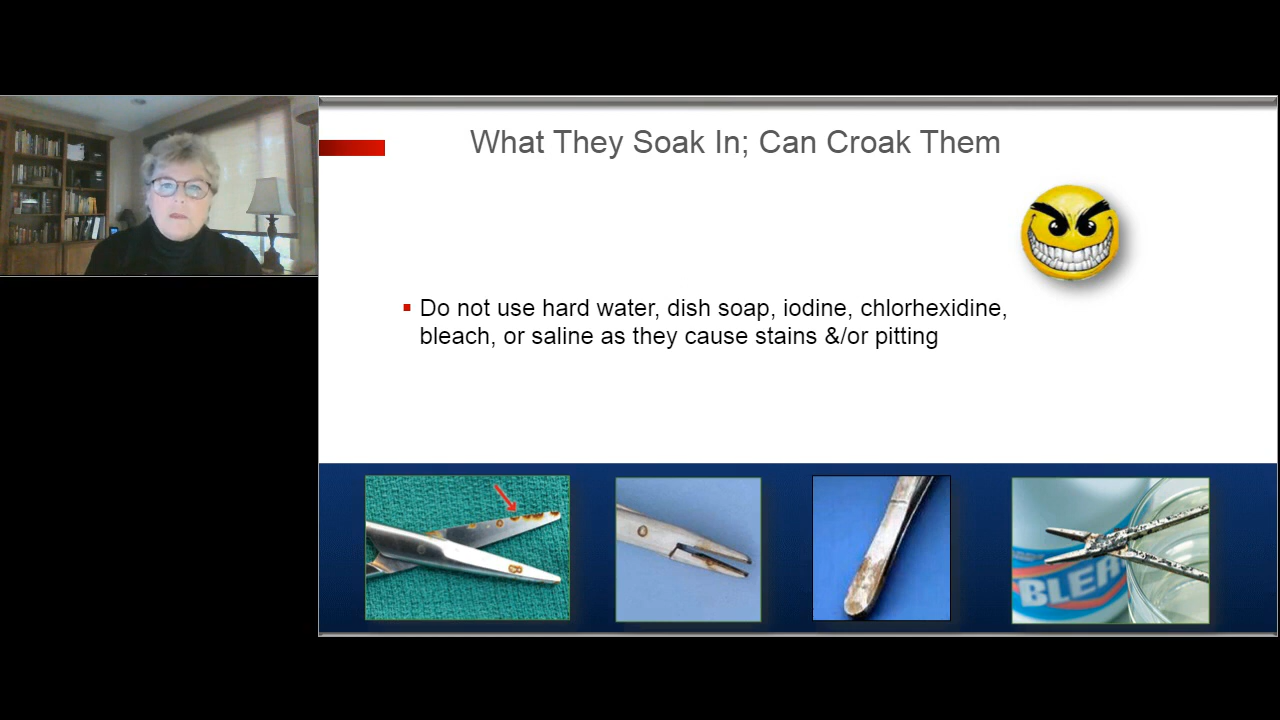 What They Soak In; Can Croak Them
Do not use hard water, dish soap, iodine, chlorhexidine,
bleach, or saline as they cause stains &/or pitting
BLEA